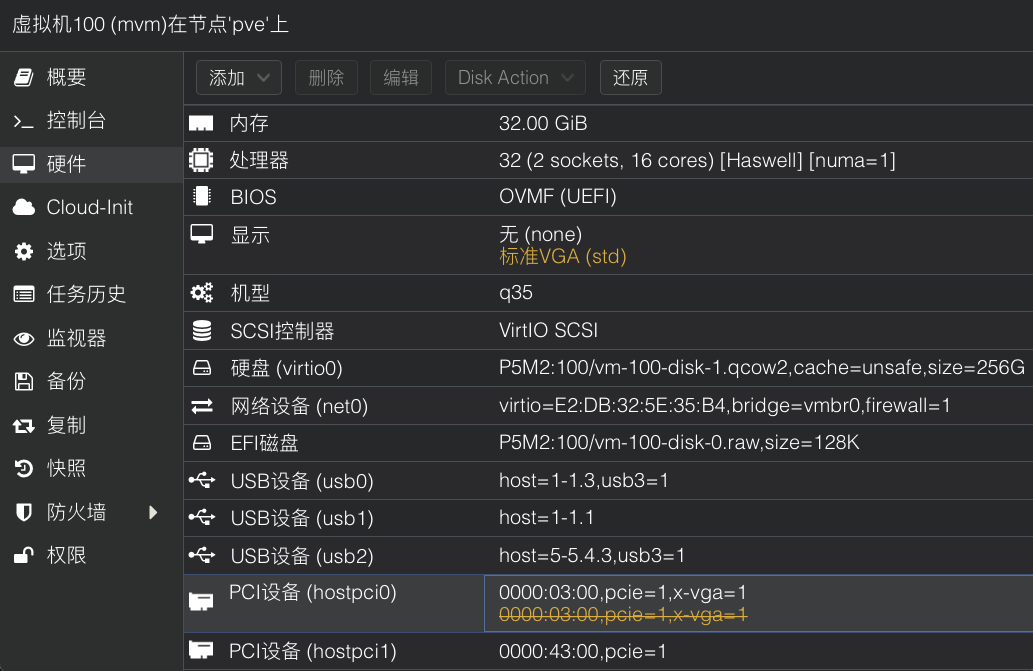 虚拟机100 (mvm)在节点'pve'上
概要
控制台
硬件
Cloud-Init
选项
任务历史
监视器
备份
复制
快照
防火墙
权限
添加 删除 编辑 Disk Action 还原
内存 32.00 GiB
处理器 32 (2 sockets, 16 cores) [Haswell] [numa=1]
BIOS OVMF (UEFI)
显示 无 (none)
标准VGA (std)
机型 q35
SCSI控制器 VirtIO SCSI
硬盘 (virtio0) P5M2:100/vm-100-disk-1.qcow2,cache=unsafe,size=256G
网络设备 (net0) virtio=E2:DB:32:5E:35:B4,bridge=vmbr0,firewall=1
EFI磁盘 P5M2:100/vm-100-disk-0.raw,size=128K
USB设备 (usb0) host=1-1.3,usb3=1
USB设备 (usb1) host=1-1.1
USB设备 (usb2) host=5-5.4.3,usb3=1
PCI设备 (hostpci0) 0000:03:00,pcie=1,x-vga=1
0000:03:00,pcie=1,x-vga=1
PCI设备 (hostpci1) 0000:43:00,pcie=1